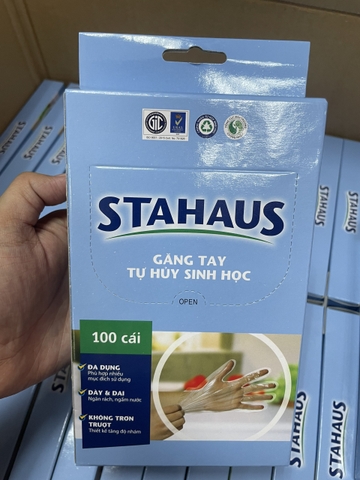 GIC
STAHAUS
GĂNG TAY
TỰ HỦY SINH HỌC
OPEN
100 cái
ĐA DỤNG
Phù hợp nhiều
mục đích sử dụng
DÀY & DAI
Ngăn rách, ngấm nước
KHÔNG TRƠN
TRƯỢT
Thiết kế tăng độ nhám
STAHAUS
STAHAUS
STAHAUS
STAHAUS